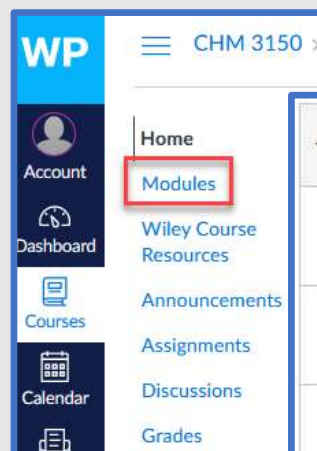 WP
CHM 3150 >
Account
Dashboard
Courses
Calendar
Home
Modules
Wiley Course
Resources
Announcements
Assignments
Discussions
Grades